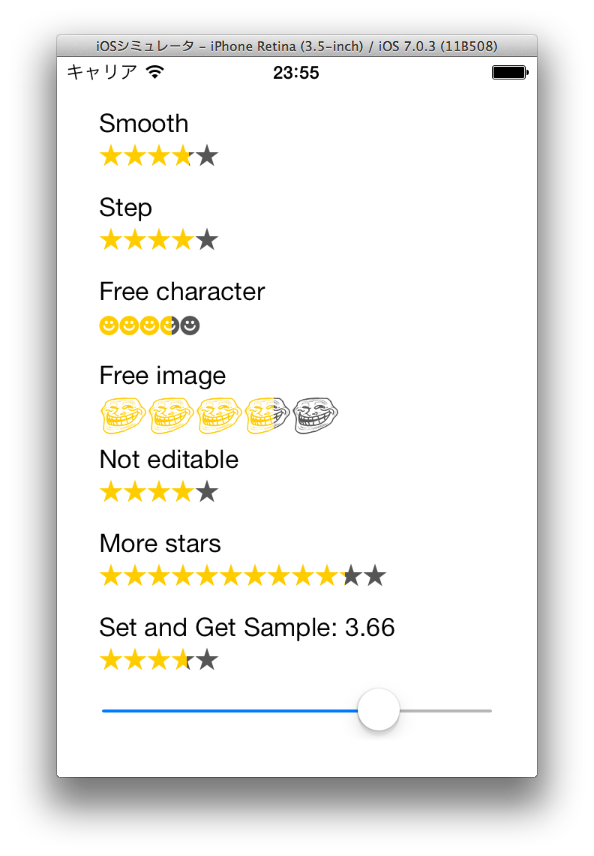 iOSシミュレータ – iPhone Retina (3.5-inch) / iOS 7.0.3 (11B508)
キャリア 23:55
Smooth
★★★★★
Step
★★★★★
Free character
☻☻☻☻☻
Free image
Not editable
★★★★★
More stars
★★★★★★★★★★★★
Set and Get Sample: 3.66
★★★★★